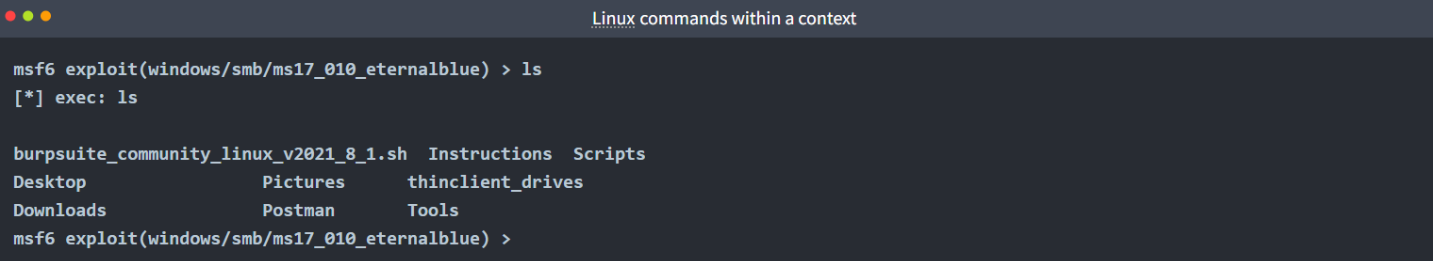 Linux commands within a context
msf6 exploit(windows/smb/ms17_010_eternalblue) > ls
[*] exec: ls
burpsuite_community_linux_v2021_8_1.sh  Instructions  Scripts
Desktop                 Pictures      thinclient_drives
Downloads               Postman       Tools
msf6 exploit(windows/smb/ms17_010_eternalblue) >